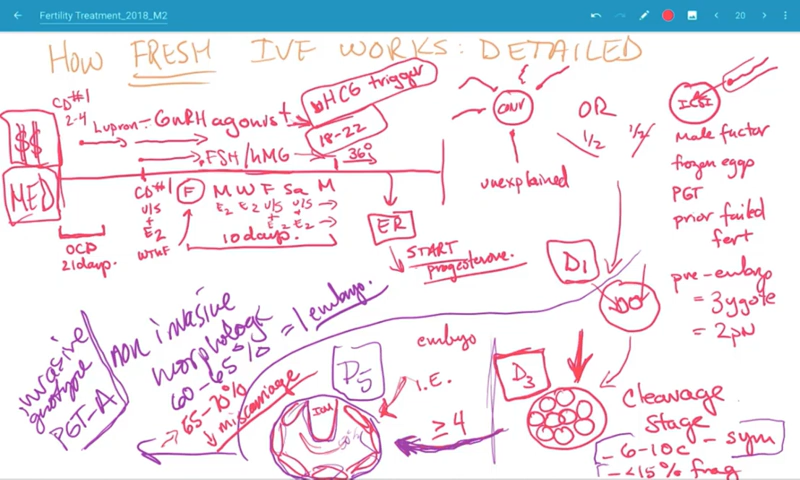 Fertility Treatment_2018_M2
20
HOW FRESH IVF WORKS: DETAILED
CD#1
2-4
$$
MED
Lupron - GnRH agonist
HCG trigger
18-22
FSH/hMG
36°
CD#1
U/S
+
E2
F M W F Sa M
E2 E2 U/S U/S
+ +
E2 E2
10 days.
OCP
21 days.
ER
START
progesterone.
CONV
unexplained
OR
1/2 1/2
ICSI
Male factor
frozen eggs
PGT
prior failed
fert
pre-embryo
= zygote
= 2pN
D1
DO
D3
Cleavage
Stage
- 6-10c - sym
- <15% frag
≥4
embryo
I.E.
D5
ICM
50%
non invasive
morphologic
60-65% = 1 embryo.
→ 65-70%
↓ miscarriage
invasive
genotype
PGT-A